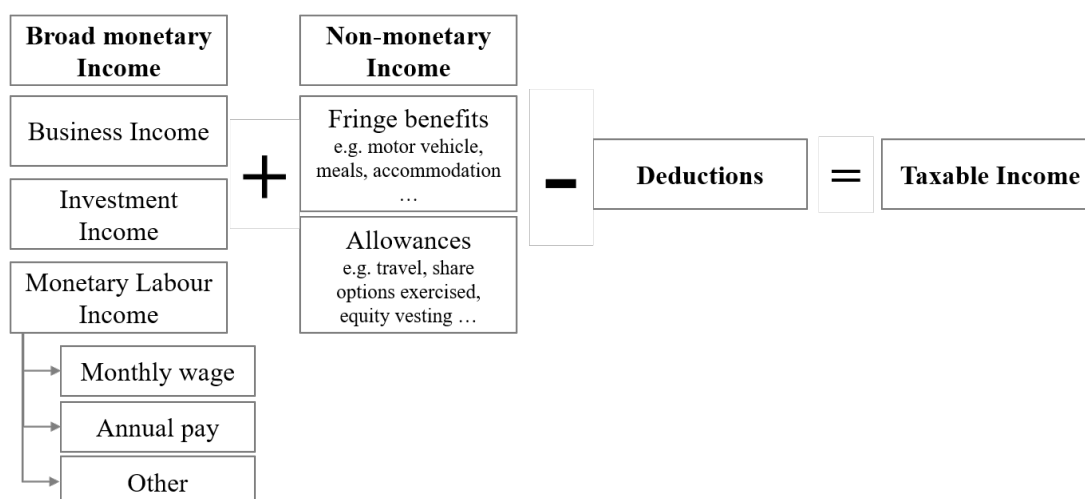 Broad monetary
Income
Business Income
Investment
Income
Monetary Labour
Income
Monthly wage
Annual pay
Other
+
Non-monetary
Income
Fringe benefits
e.g. motor vehicle,
meals, accommodation
…
Allowances
e.g. travel, share
options exercised,
equity vesting …
-
Deductions
=
Taxable Income